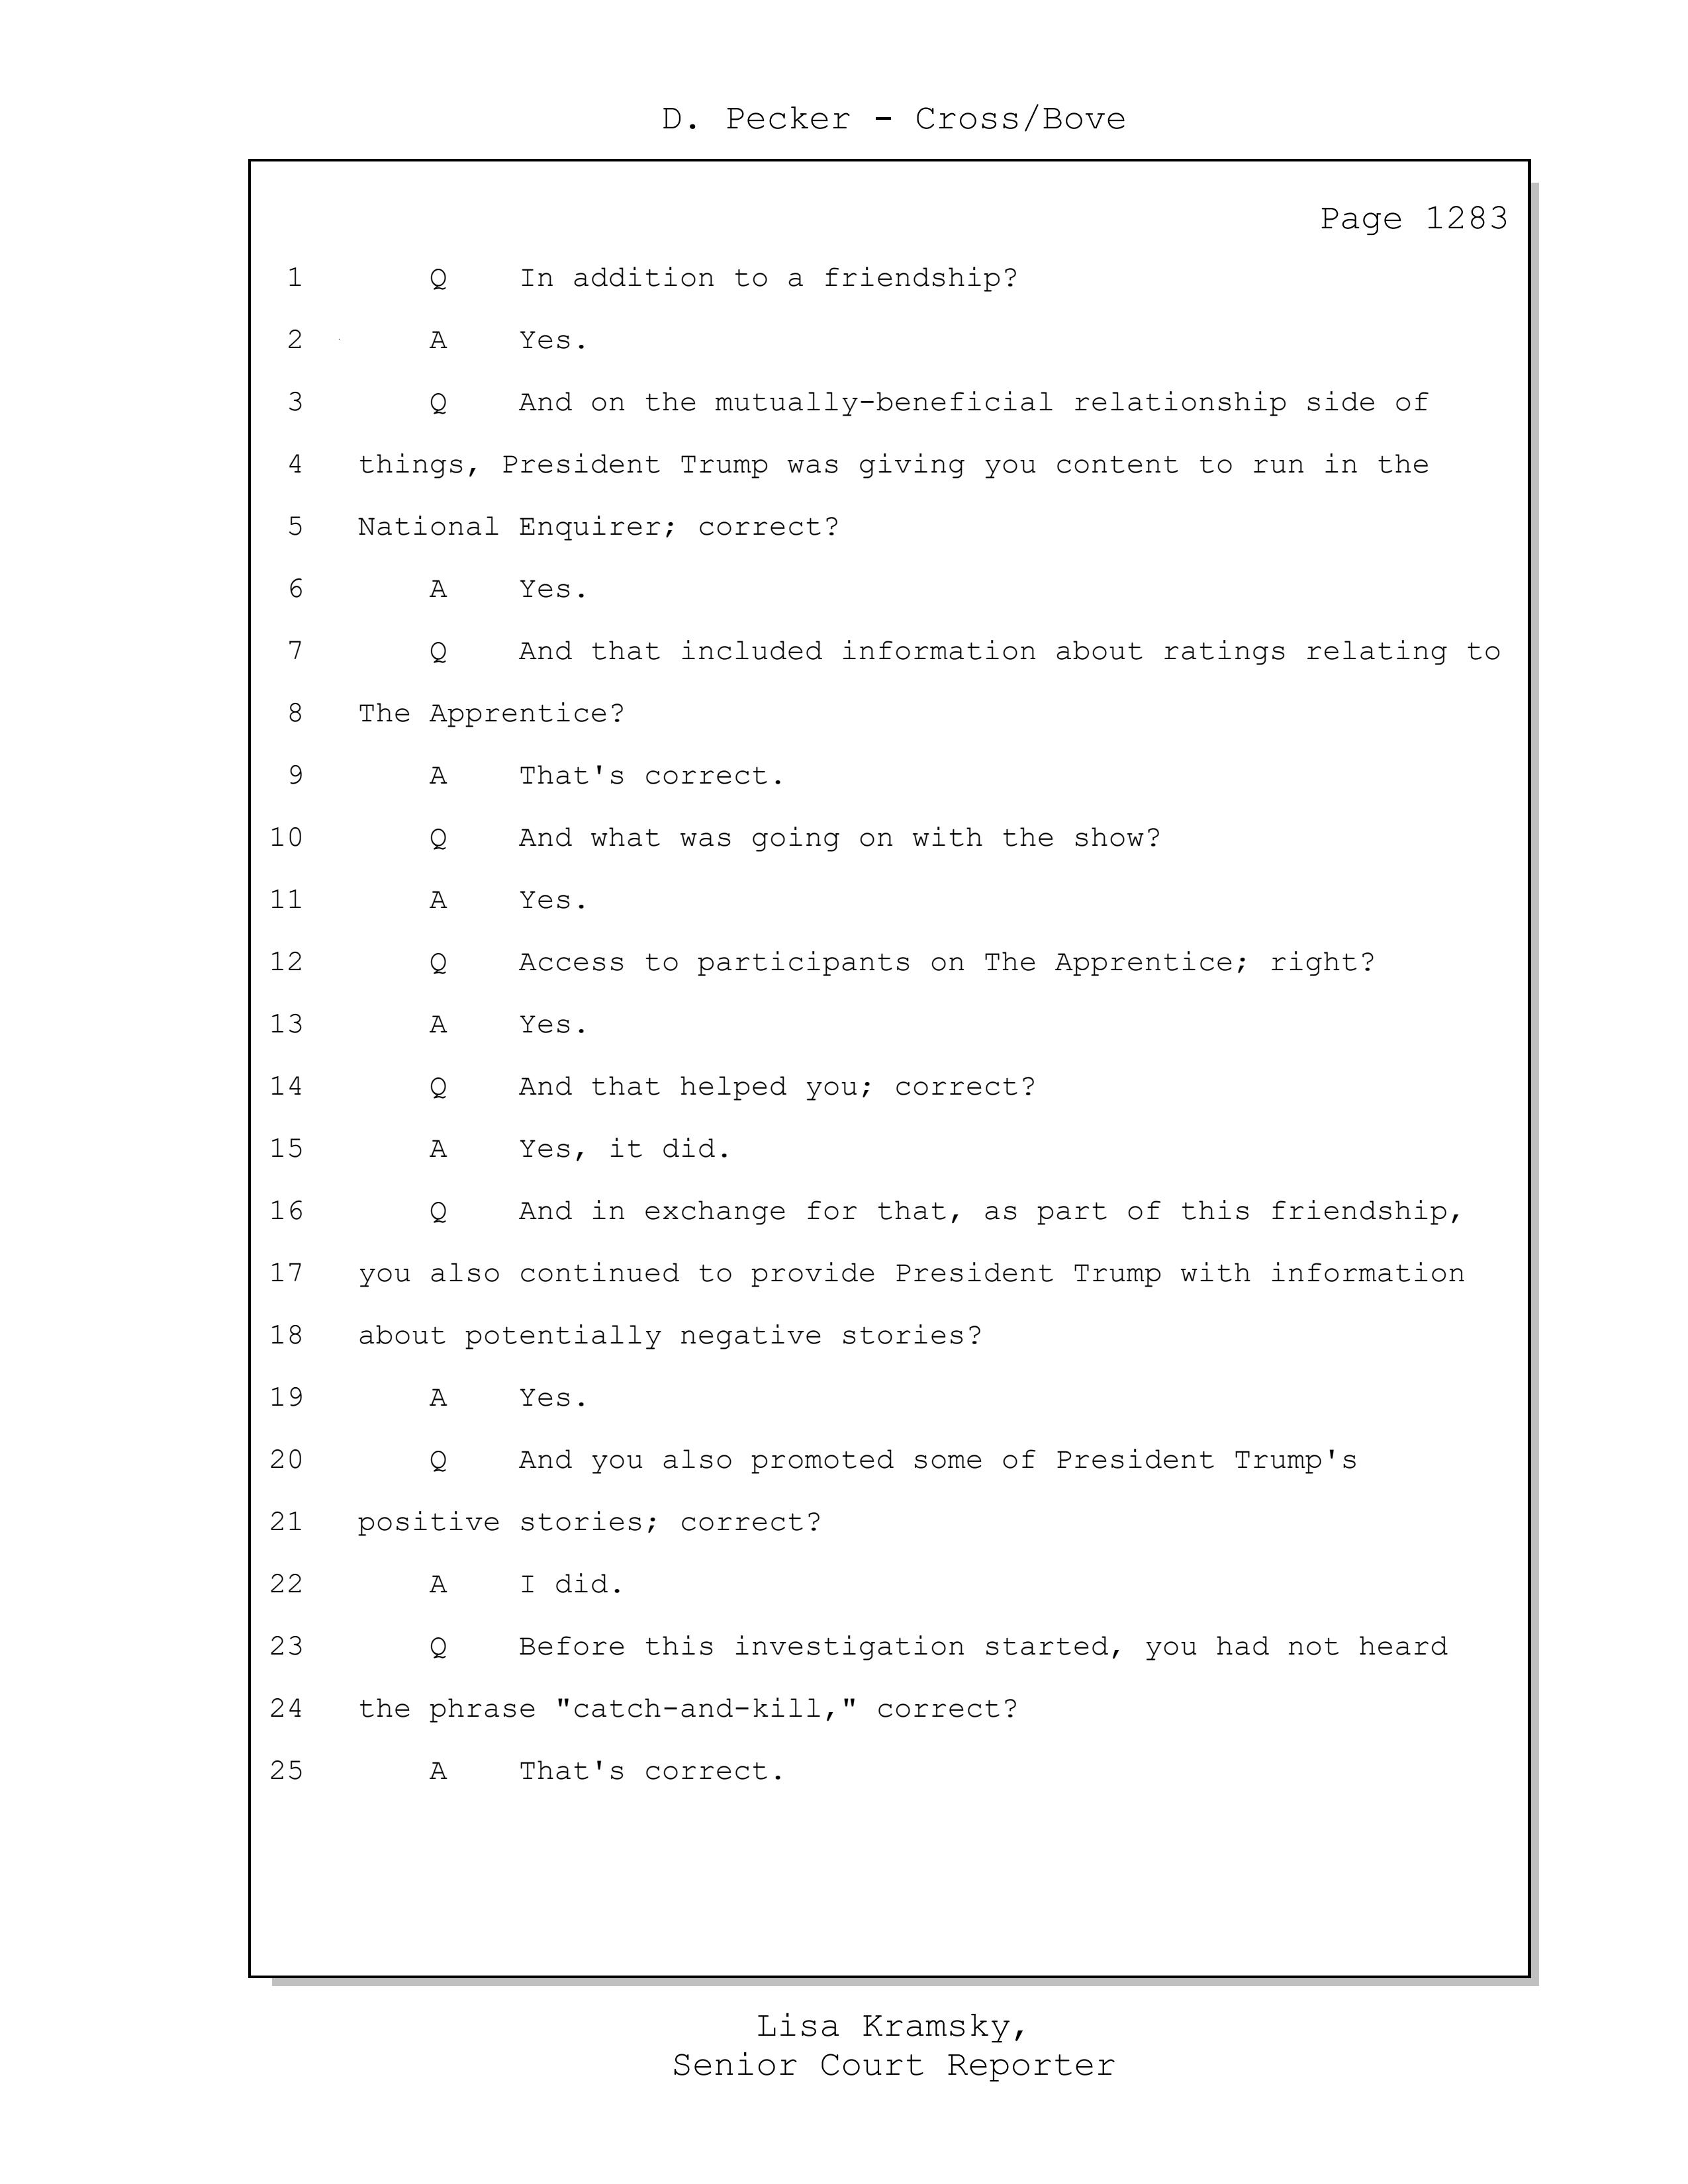 D. Pecker - Cross/Bove
Page 1283
1 Q In addition to a friendship?
2 A Yes.
3 Q And on the mutually-beneficial relationship side of
4 things, President Trump was giving you content to run in the
5 National Enquirer; correct?
6 A Yes.
7 Q And that included information about ratings relating to
8 The Apprentice?
9 A That's correct.
10 Q And what was going on with the show?
11 A Yes.
12 Q Access to participants on The Apprentice; right?
13 A Yes.
14 Q And that helped you; correct?
15 A Yes, it did.
16 Q And in exchange for that, as part of this friendship,
17 you also continued to provide President Trump with information
18 about potentially negative stories?
19 A Yes.
20 Q And you also promoted some of President Trump's
21 positive stories; correct?
22 A I did.
23 Q Before this investigation started, you had not heard
24 the phrase "catch-and-kill," correct?
25 A That's correct.
Lisa Kramsky,
Senior Court Reporter